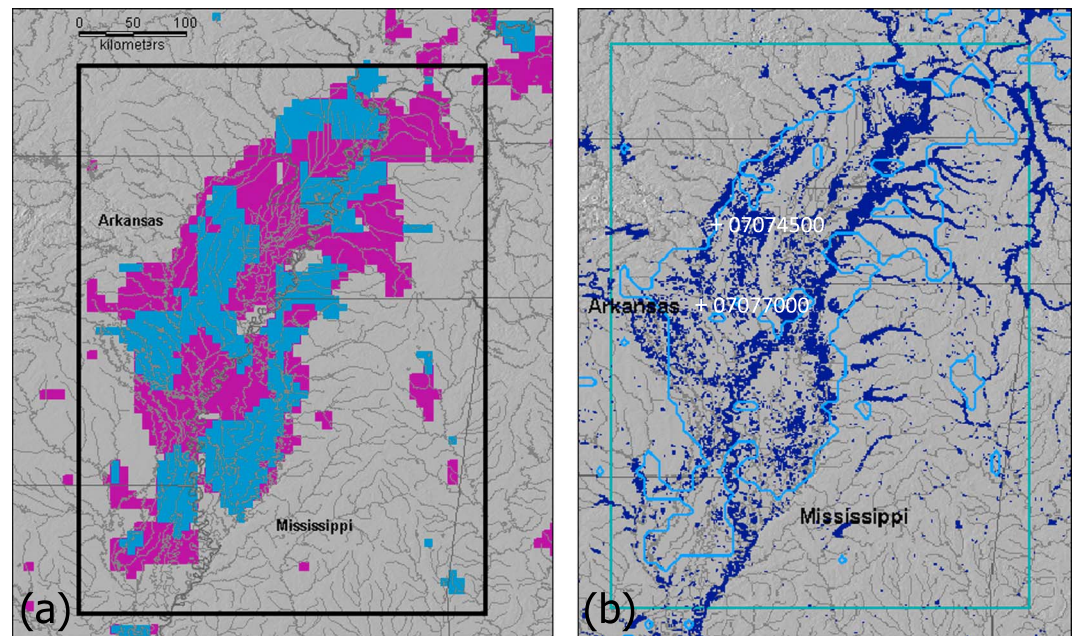 0 50 100
kilometers
Arkansas
Mississippi
(a)
+ 07074500
Arkansas + 07077000
Mississippi
(b)